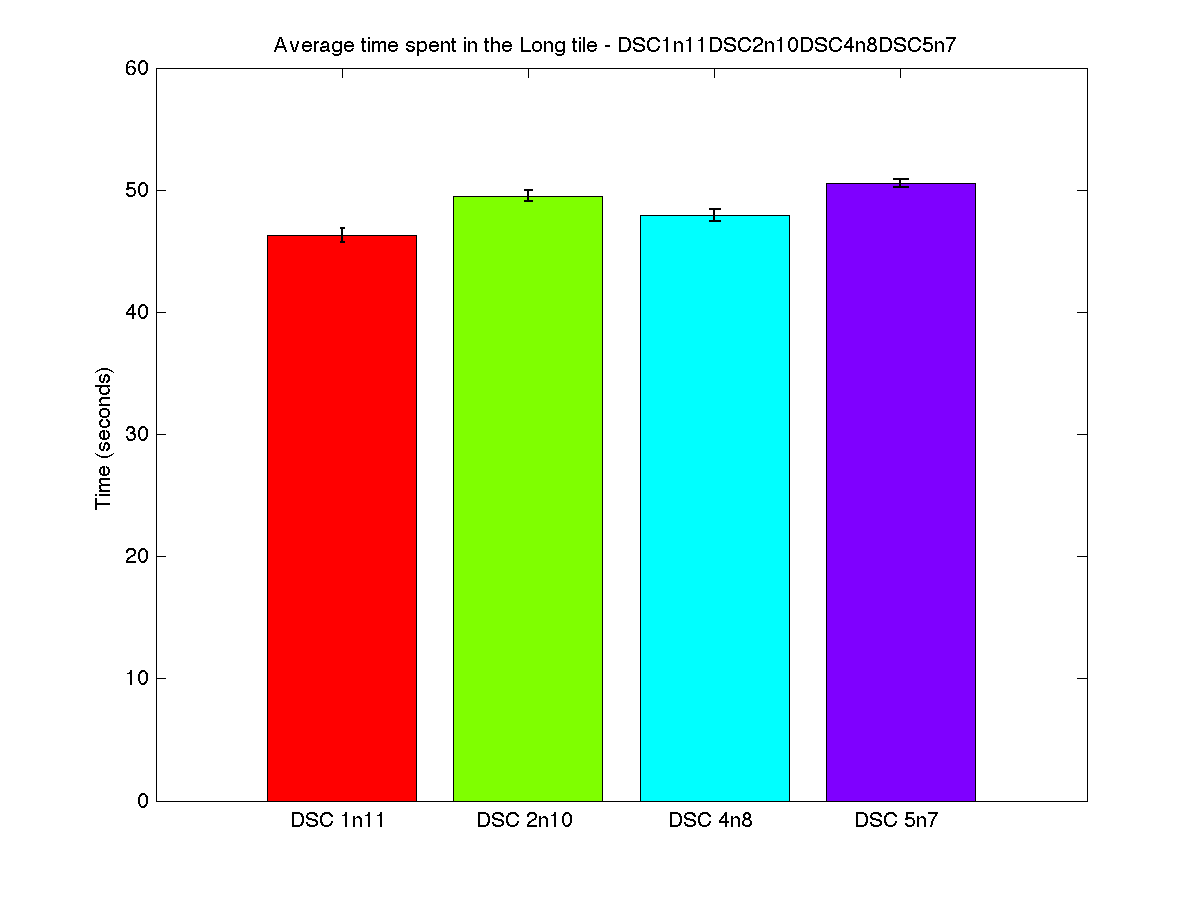 Average time spent in the Long tile - DSC1n11DSC2n10DSC4n8DSC5n7
60
50
40
30
20
10
0
Time (seconds)
DSC 1n11
DSC 2n10
DSC 4n8
DSC 5n7